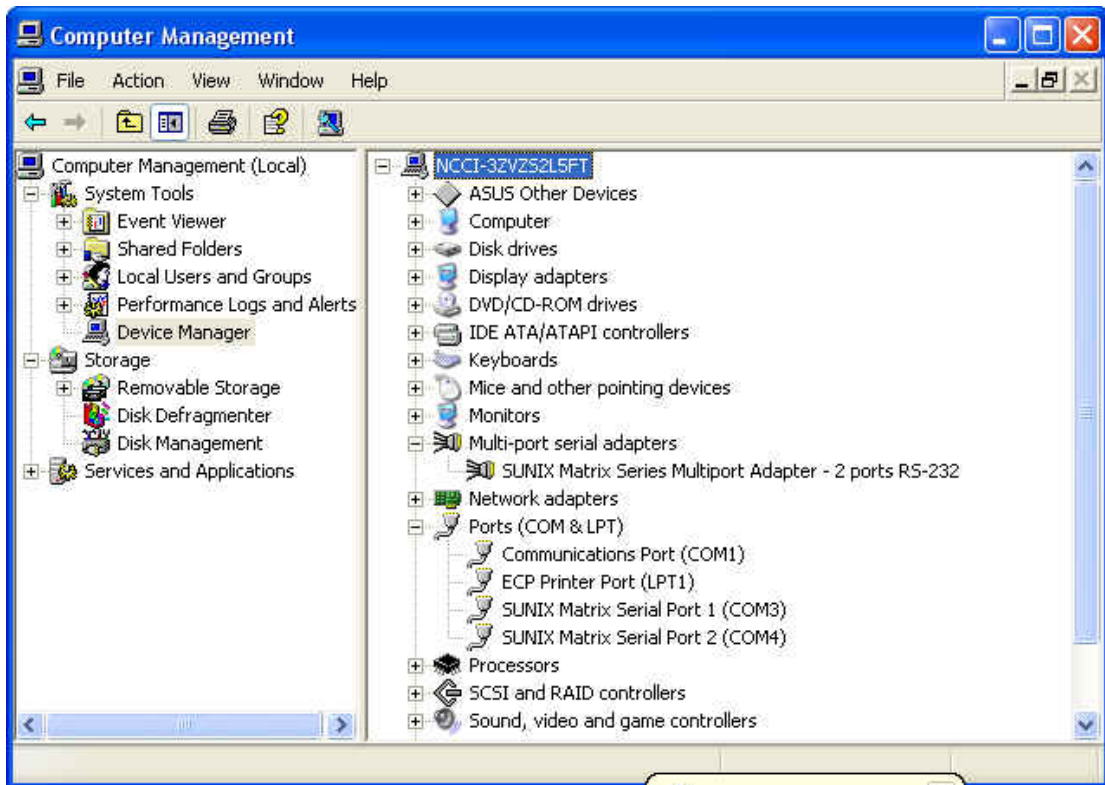 Computer Management
File Action View Window Help
Computer Management (Local)
System Tools
Event Viewer
Shared Folders
Local Users and Groups
Performance Logs and Alerts
Device Manager
Storage
Removable Storage
Disk Defragmenter
Disk Management
Services and Applications
NCCI-3ZVZS2L5FT
ASUS Other Devices
Computer
Disk drives
Display adapters
DVD/CD-ROM drives
IDE ATA/ATAPI controllers
Keyboards
Mice and other pointing devices
Monitors
Multi-port serial adapters
SUNIX Matrix Series Multiport Adapter - 2 ports RS-232
Network adapters
Ports (COM & LPT)
Communications Port (COM1)
ECP Printer Port (LPT1)
SUNIX Matrix Serial Port 1 (COM3)
SUNIX Matrix Serial Port 2 (COM4)
Processors
SCSI and RAID controllers
Sound, video and game controllers